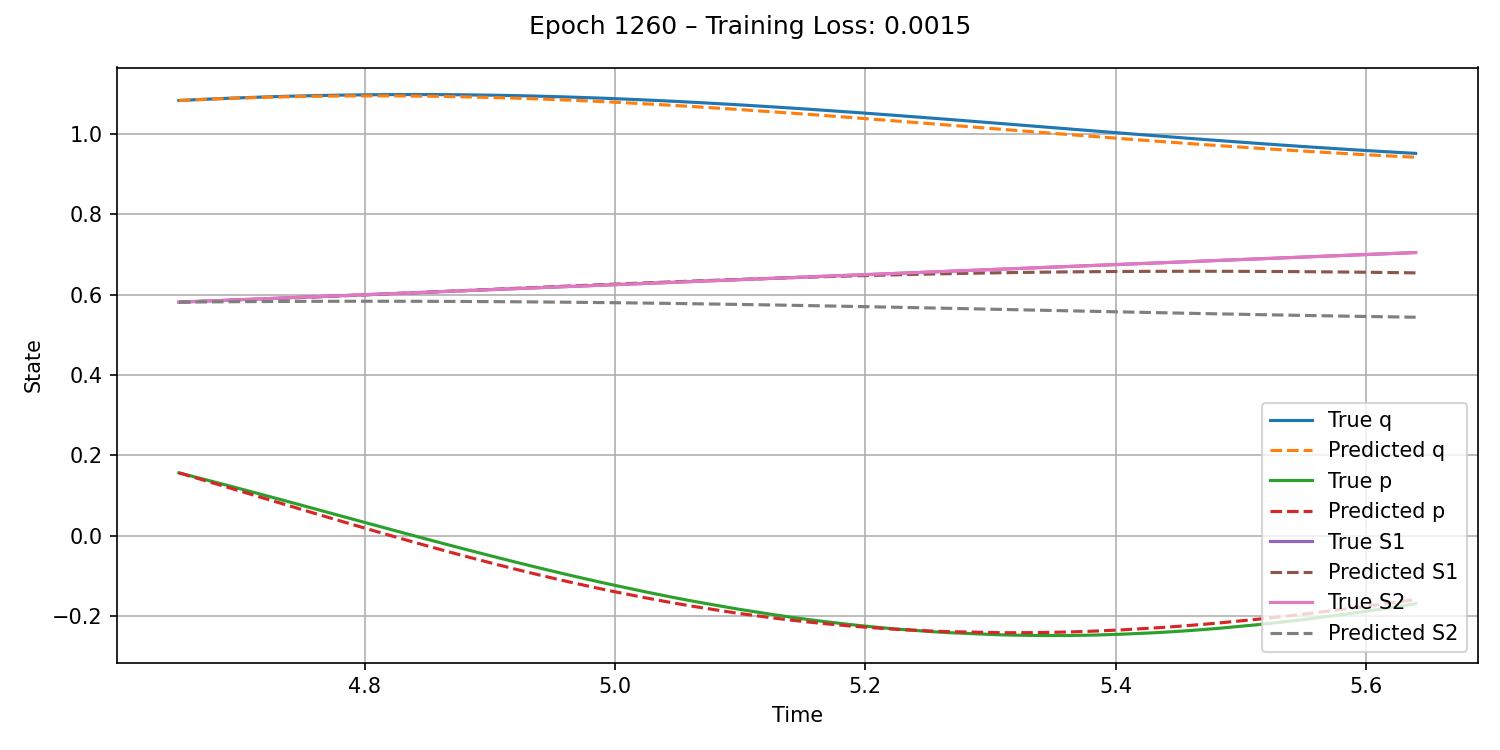 Epoch 1260 – Training Loss: 0.0015
State
1.0
0.8
0.6
0.4
0.2
0.0
−0.2
True q
Predicted q
True p
Predicted p
True S1
Predicted S1
True S2
Predicted S2
4.8 5.0 5.2 5.4 5.6
Time